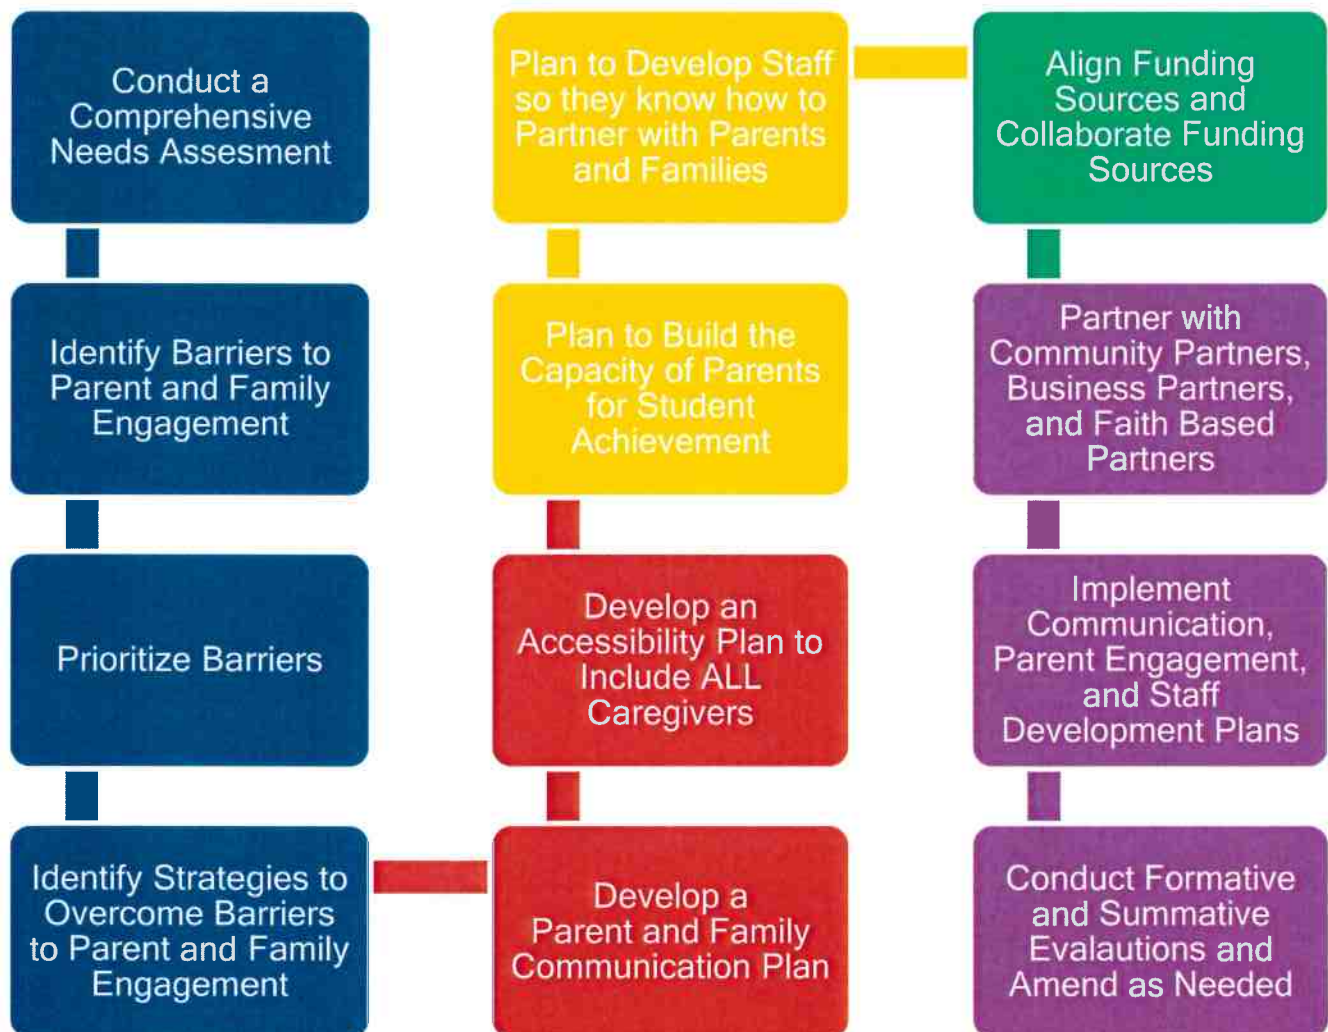 Conduct a
Comprehensive
Needs Assesment
Identify Barriers to
Parent and Family
Engagement
Prioritize Barriers
Identify Strategies to
Overcome Barriers
to Parent and Family
Engagement
Develop a
Parent and Family
Communication Plan
Develop an
Accessibility Plan to
Include ALL
Caregivers
Plan to Build the
Capacity of Parents
for Student
Achievement
Plan to Develop Staff
so they know how to
Partner with Parents
and Families
Align Funding
Sources and
Collaborate Funding
Sources
Partner with
Community Partners,
Business Partners,
and Faith Based
Partners
Implement
Communication,
Parent Engagement,
and Staff
Development Plans
Conduct Formative
and Summative
Evalautions and
Amend as Needed